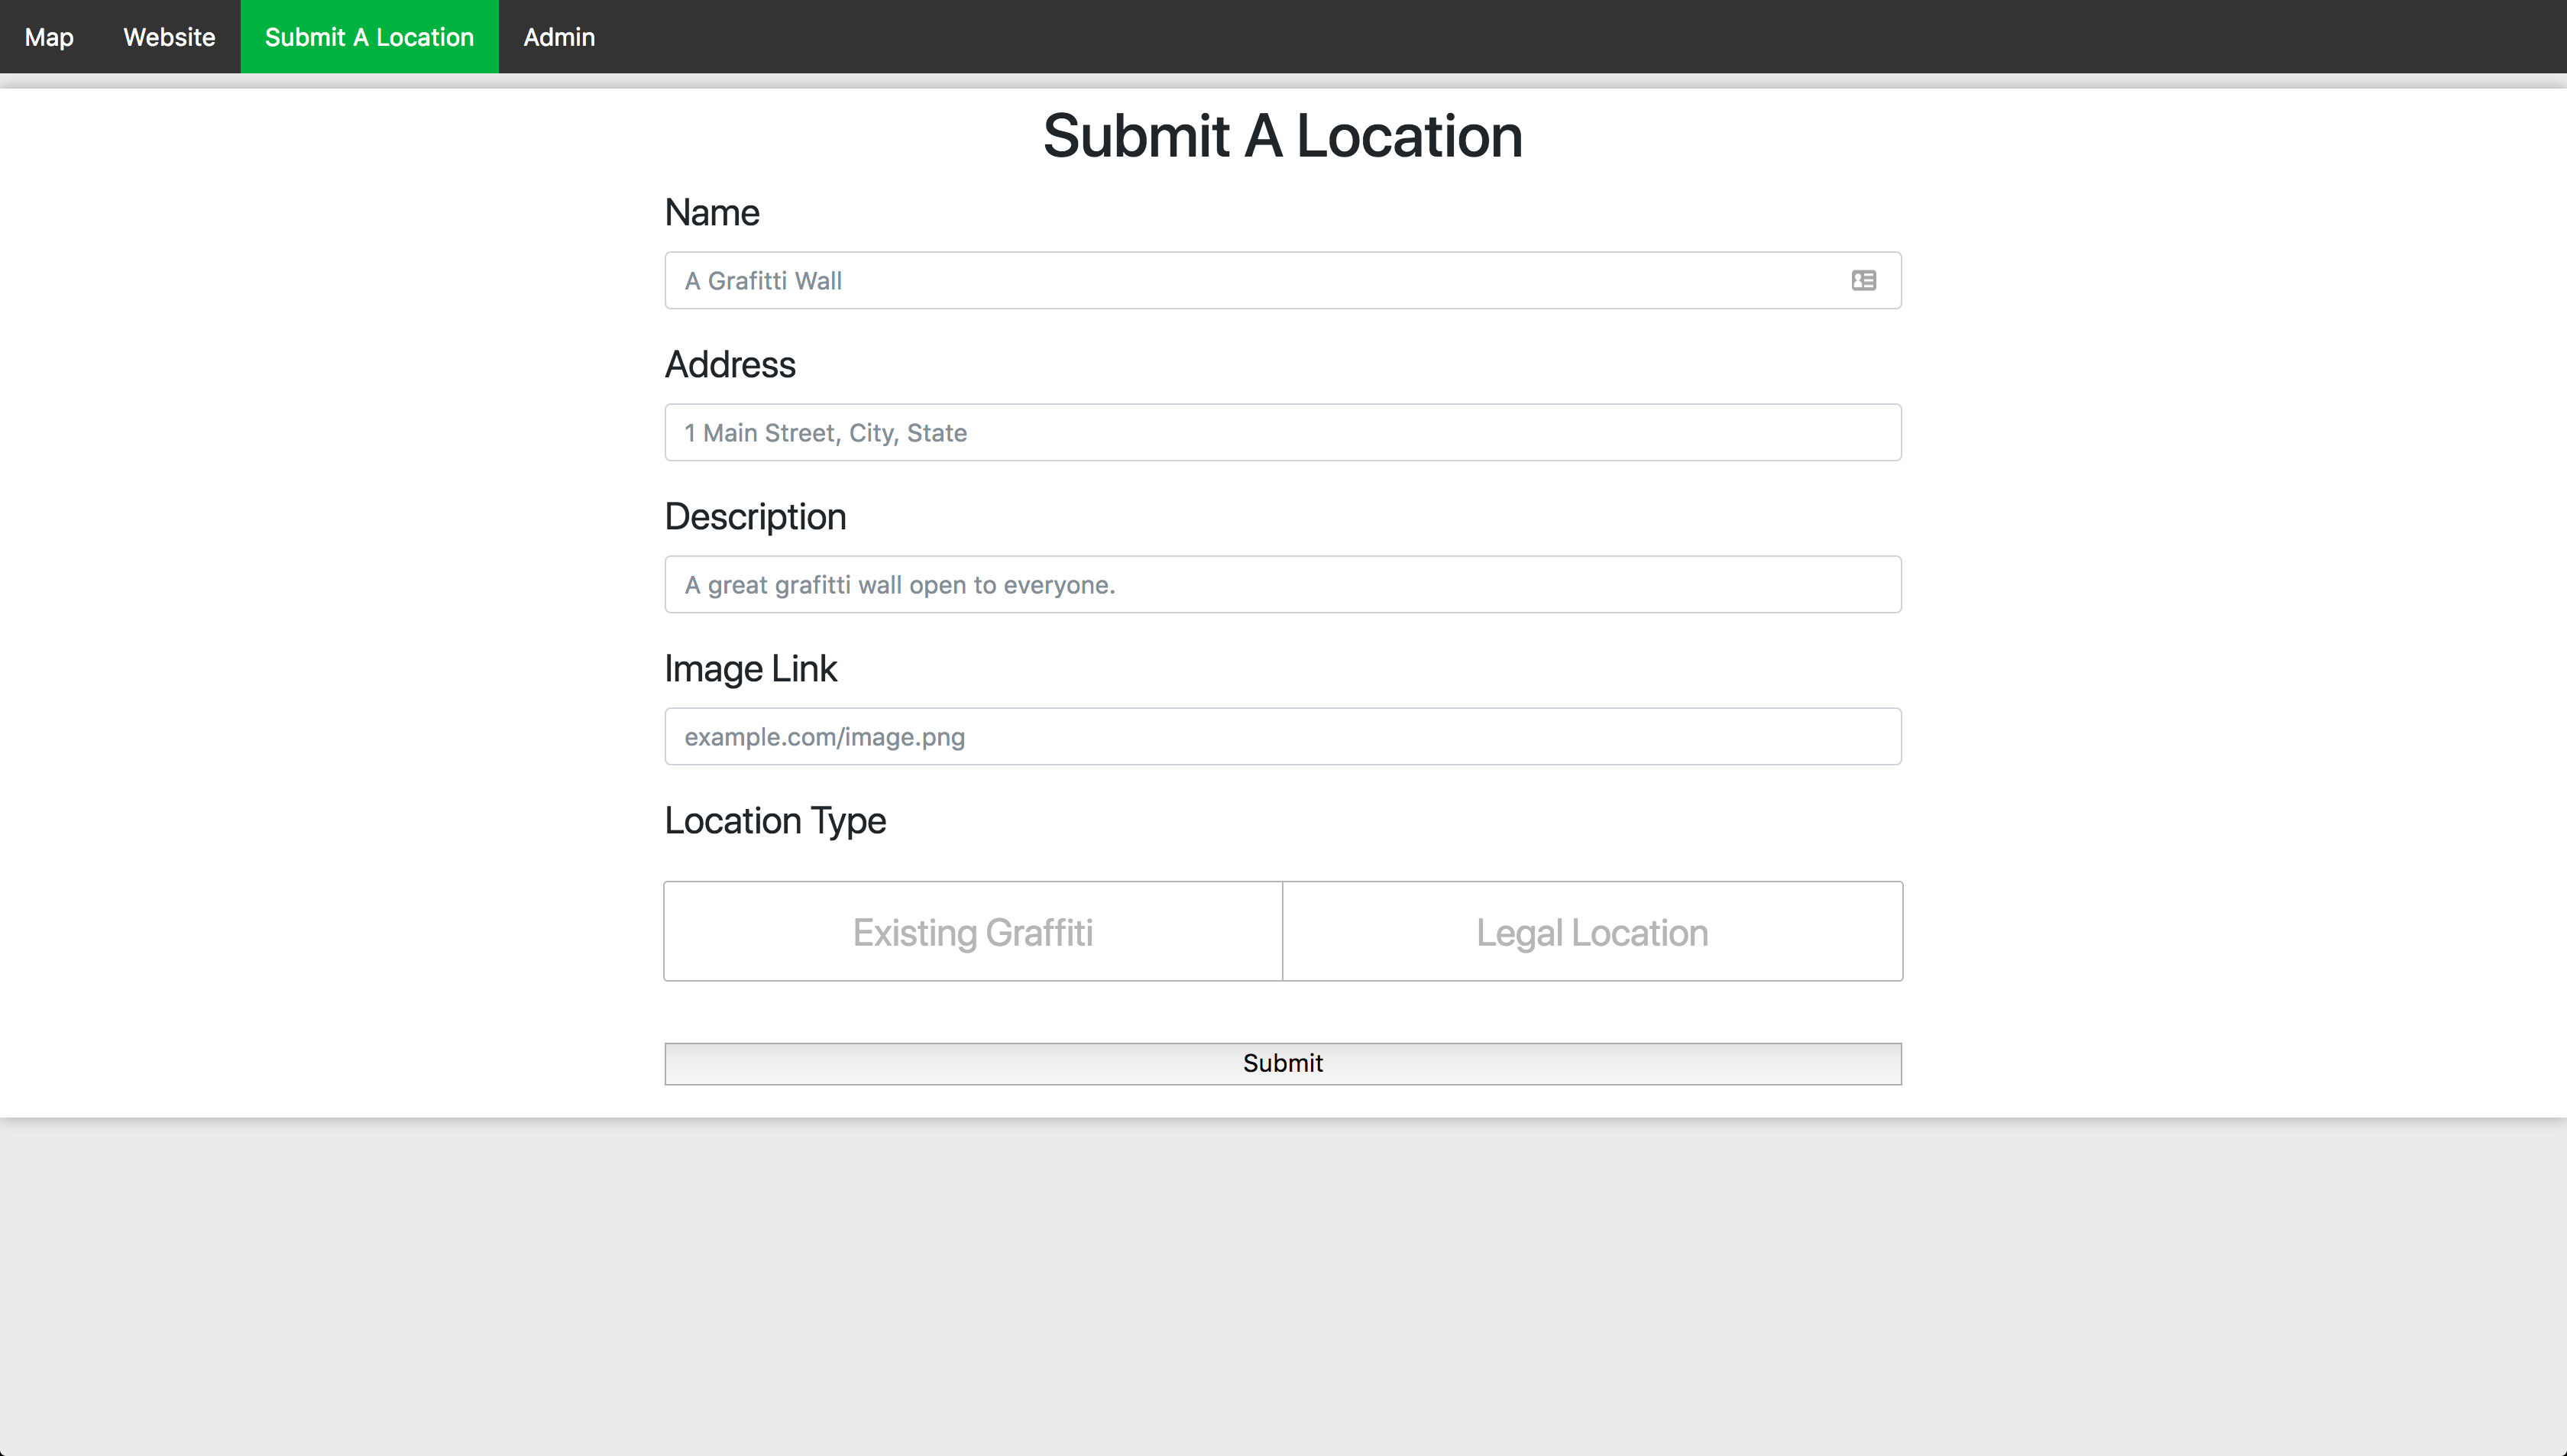 Map Website Submit A Location Admin
Submit A Location
Name
A Grafitti Wall
Address
1 Main Street, City, State
Description
A great grafitti wall open to everyone.
Image Link
example.com/image.png
Location Type
Existing Graffiti Legal Location
Submit